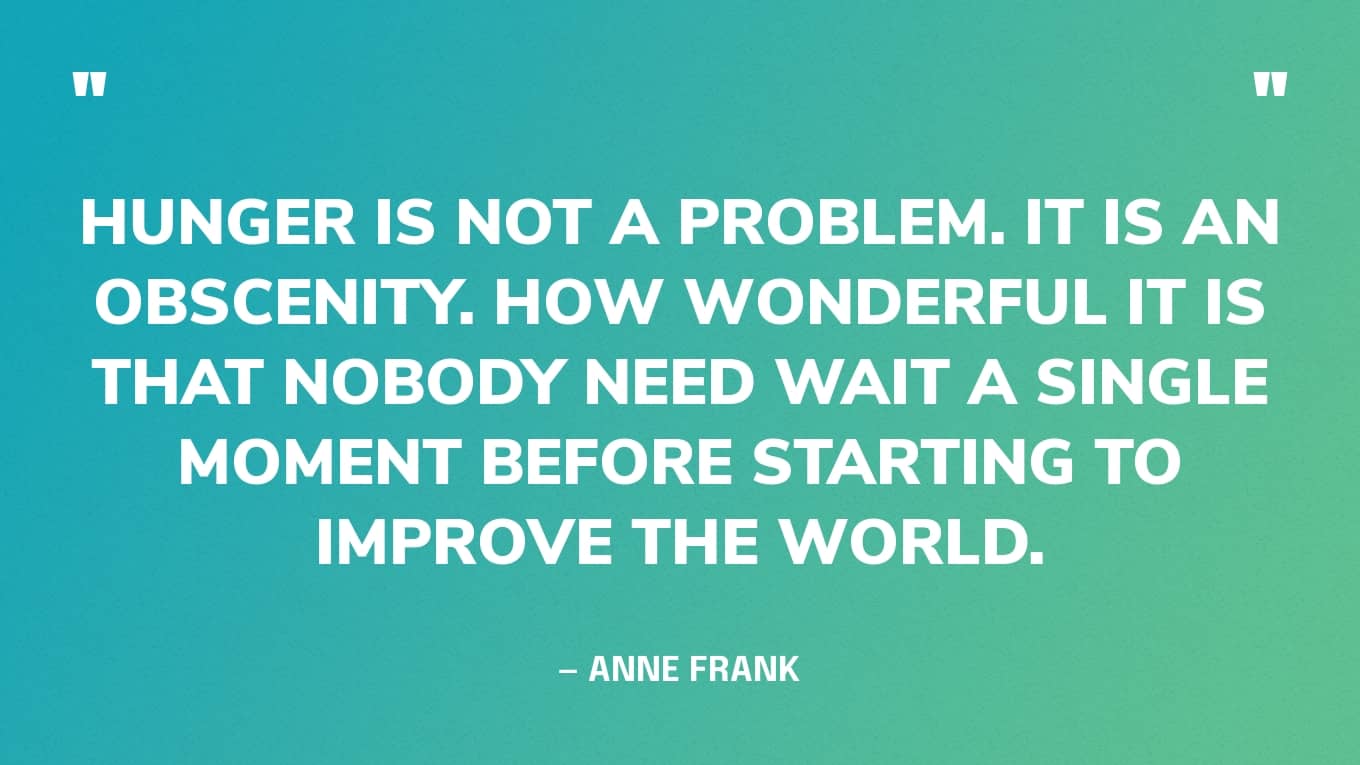 " "
HUNGER IS NOT A PROBLEM. IT IS AN
OBSCENITY. HOW WONDERFUL IT IS
THAT NOBODY NEED WAIT A SINGLE
MOMENT BEFORE STARTING TO
IMPROVE THE WORLD.
– ANNE FRANK